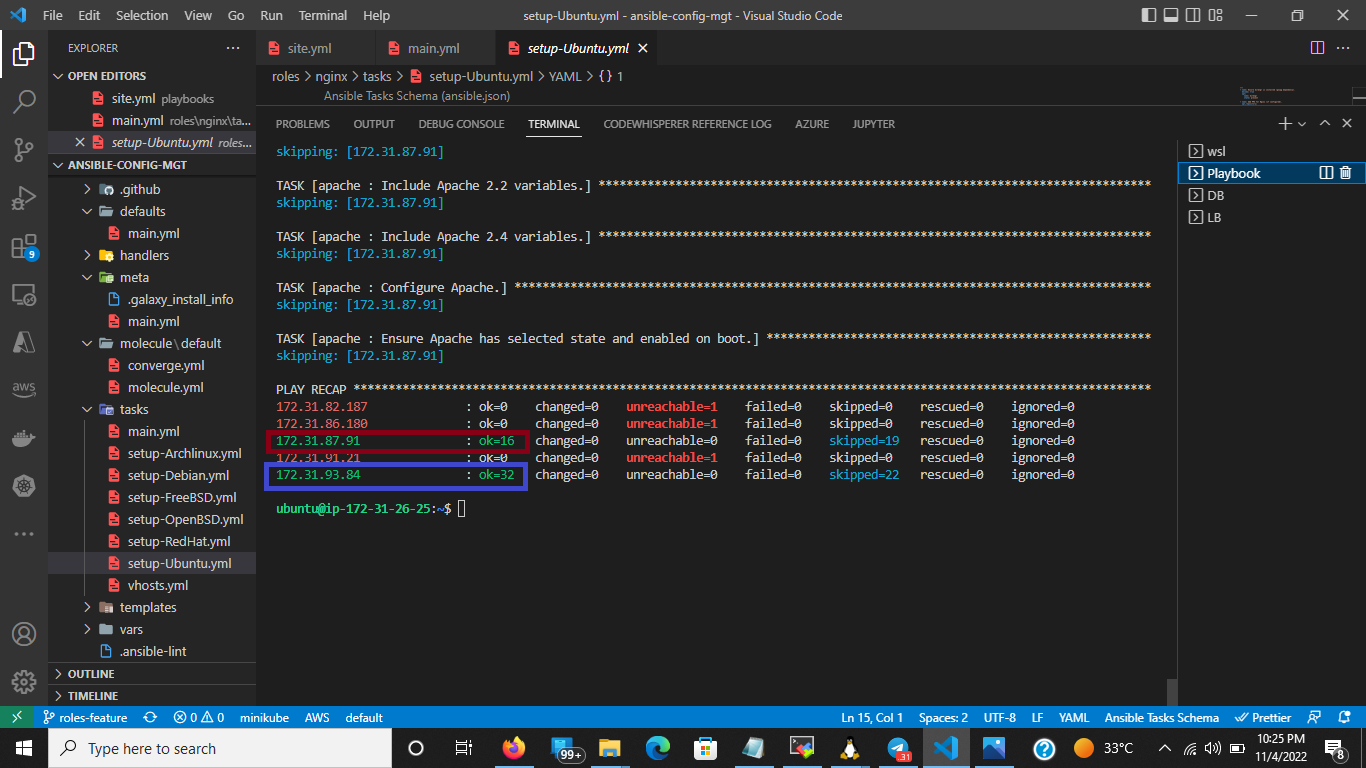 File Edit Selection View Go Run Terminal Help
setup-Ubuntu.yml - ansible-config-mgt - Visual Studio Code
EXPLORER
OPEN EDITORS
site.yml playbooks
main.yml roles\nginx\ta...
setup-Ubuntu.yml roles...
ANSIBLE-CONFIG-MGT
.github
defaults
main.yml
handlers
meta
.galaxy_install_info
main.yml
molecule\default
converge.yml
molecule.yml
tasks
main.yml
setup-Archlinux.yml
setup-Debian.yml
setup-FreeBSD.yml
setup-OpenBSD.yml
setup-RedHat.yml
setup-Ubuntu.yml
vhosts.yml
templates
vars
.ansible-lint
OUTLINE
TIMELINE
9
aws
site.yml main.yml setup-Ubuntu.yml
roles > nginx > tasks > setup-Ubuntu.yml > YAML > {} 1
Ansible Tasks Schema (ansible.json)
PROBLEMS OUTPUT DEBUG CONSOLE TERMINAL CODEWHISPERER REFERENCE LOG AZURE JUPYTER
skipping: [172.31.87.91]
TASK [apache : Include Apache 2.2 variables.] *******************************************************************************
skipping: [172.31.87.91]
TASK [apache : Include Apache 2.4 variables.] *******************************************************************************
skipping: [172.31.87.91]
TASK [apache : Configure Apache.] *******************************************************************************************
skipping: [172.31.87.91]
TASK [apache : Ensure Apache has selected state and enabled on boot.] *******************************************************
skipping: [172.31.87.91]
PLAY RECAP ******************************************************************************************************************
172.31.82.187 : ok=0 changed=0 unreachable=1 failed=0 skipped=0 rescued=0 ignored=0
172.31.86.180 : ok=0 changed=0 unreachable=1 failed=0 skipped=0 rescued=0 ignored=0
172.31.87.91 : ok=16 changed=0 unreachable=0 failed=0 skipped=19 rescued=0 ignored=0
172.31.91.21 : ok=0 changed=0 unreachable=1 failed=0 skipped=0 rescued=0 ignored=0
172.31.93.84 : ok=32 changed=0 unreachable=0 failed=0 skipped=22 rescued=0 ignored=0
ubuntu@ip-172-31-26-25:~$
wsl
Playbook
DB
LB
roles-feature 0 0 minikube AWS default
Ln 15, Col 1 Spaces: 2 UTF-8 LF YAML Ansible Tasks Schema Prettier
Type here to search
99+
.31
33°C
10:25 PM
11/4/2022
8